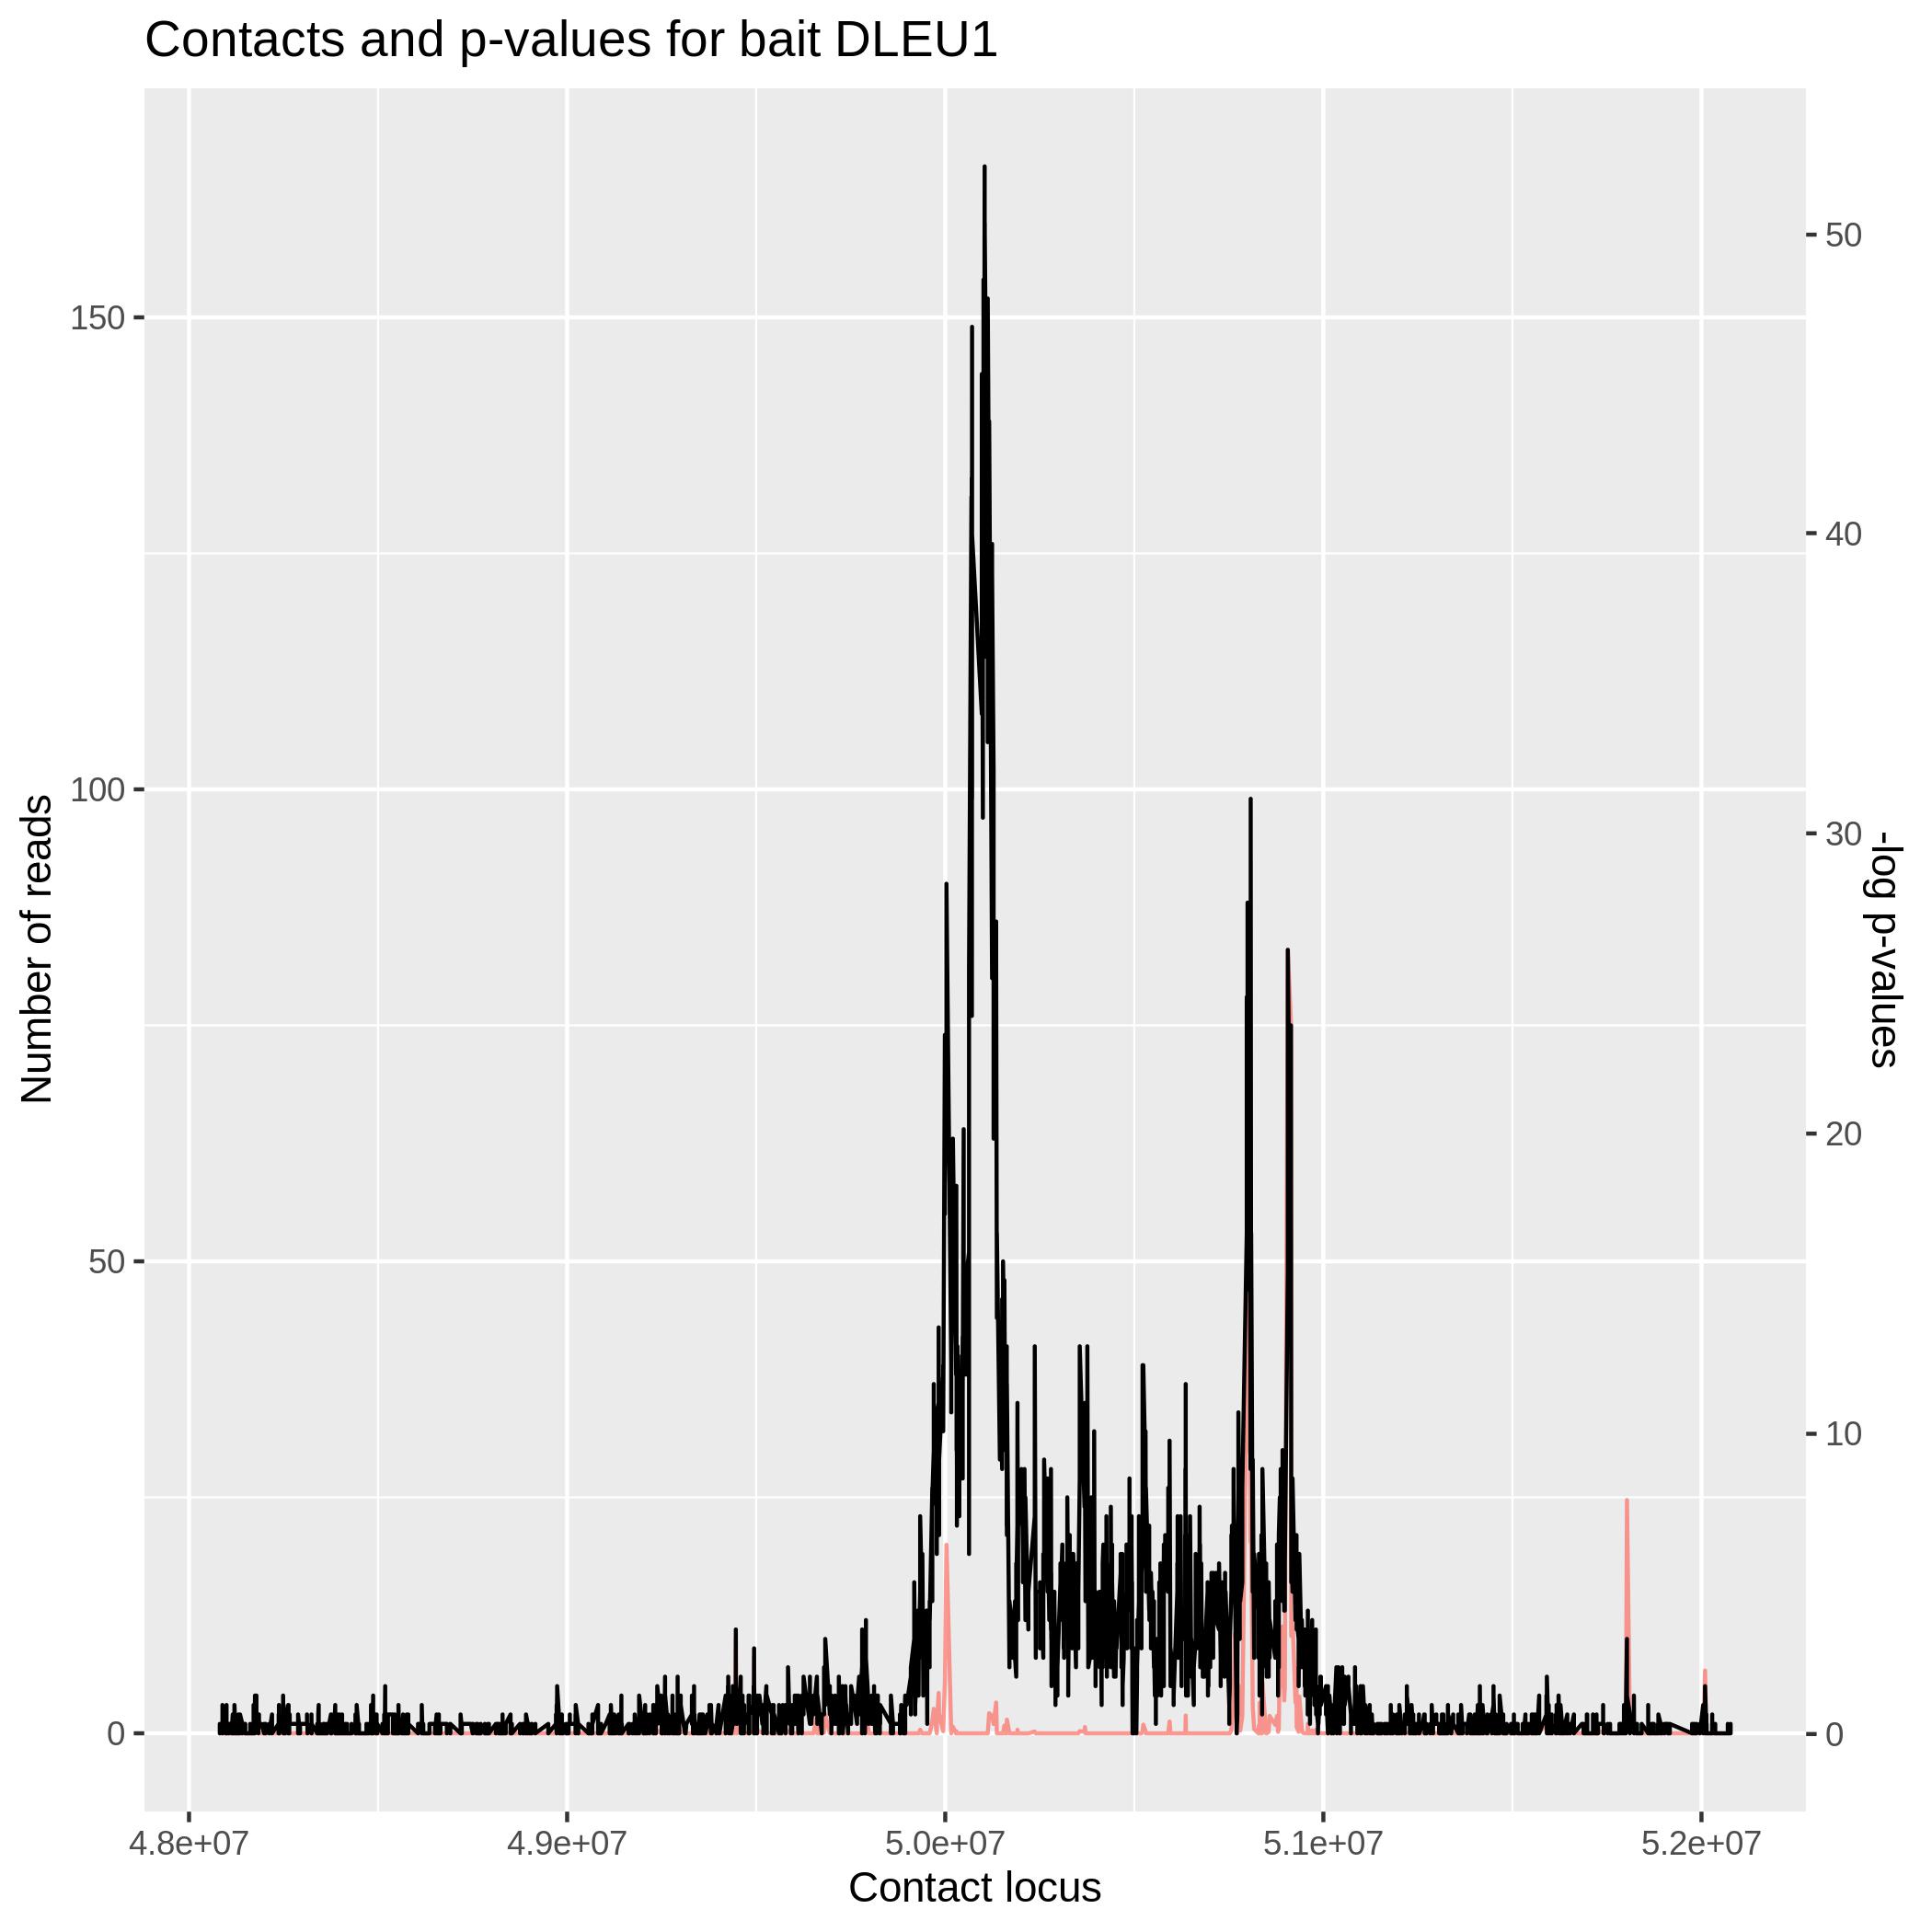 Contacts and p-values for bait DLEU1
Number of reads
150
100
50
0
50
40
30
20
10
0
-log p-values
4.8e+07
4.9e+07
5.0e+07
5.1e+07
5.2e+07
Contact locus